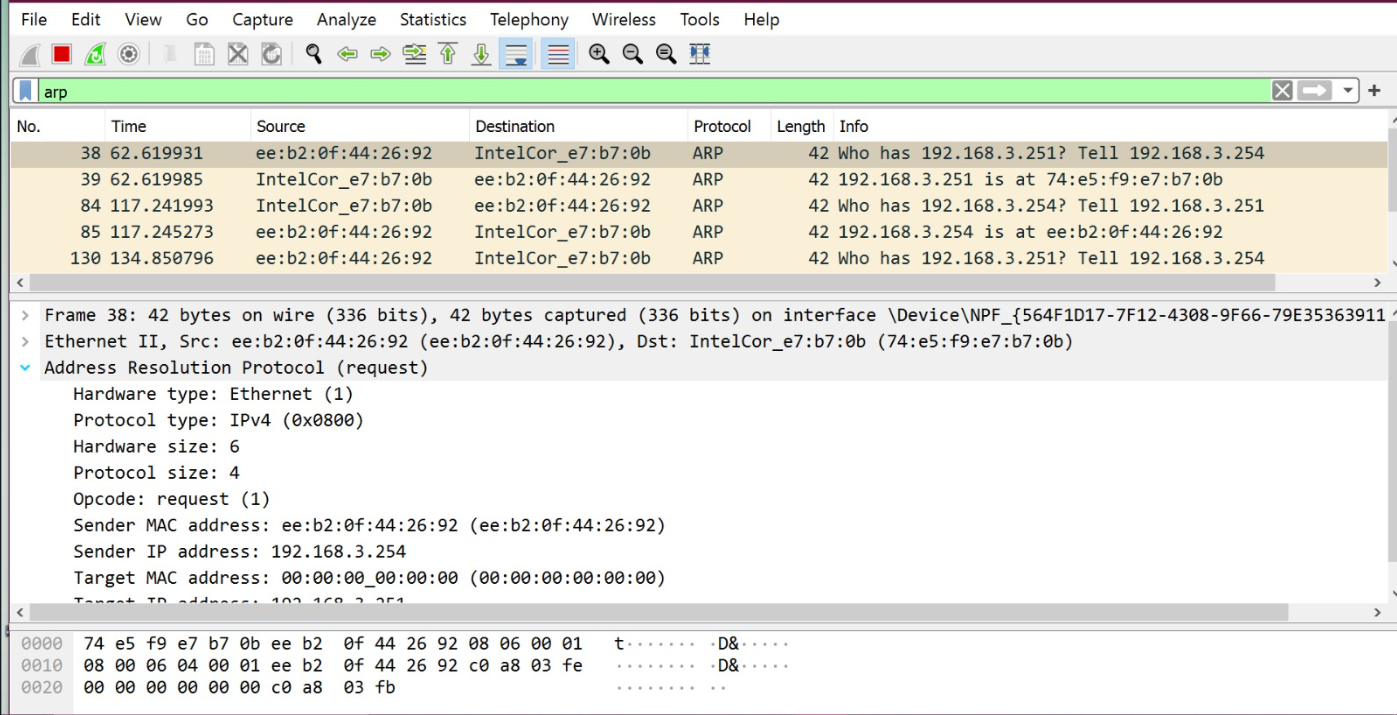 File Edit View Go Capture Analyze Statistics Telephony Wireless Tools Help
arp
No. Time Source Destination Protocol Length Info
38 62.619931 ee:b2:0f:44:26:92 IntelCor_e7:b7:0b ARP 42 Who has 192.168.3.251? Tell 192.168.3.254
39 62.619985 IntelCor_e7:b7:0b ee:b2:0f:44:26:92 ARP 42 192.168.3.251 is at 74:e5:f9:e7:b7:0b
84 117.241993 IntelCor_e7:b7:0b ee:b2:0f:44:26:92 ARP 42 Who has 192.168.3.254? Tell 192.168.3.251
85 117.245273 ee:b2:0f:44:26:92 IntelCor_e7:b7:0b ARP 42 192.168.3.254 is at ee:b2:0f:44:26:92
130 134.850796 ee:b2:0f:44:26:92 IntelCor_e7:b7:0b ARP 42 Who has 192.168.3.251? Tell 192.168.3.254
Frame 38: 42 bytes on wire (336 bits), 42 bytes captured (336 bits) on interface \Device\NPF_{564F1D17-7F12-4308-9F66-79E35363911
Ethernet II, Src: ee:b2:0f:44:26:92 (ee:b2:0f:44:26:92), Dst: IntelCor_e7:b7:0b (74:e5:f9:e7:b7:0b)
Address Resolution Protocol (request)
Hardware type: Ethernet (1)
Protocol type: IPv4 (0x0800)
Hardware size: 6
Protocol size: 4
Opcode: request (1)
Sender MAC address: ee:b2:0f:44:26:92 (ee:b2:0f:44:26:92)
Sender IP address: 192.168.3.254
Target MAC address: 00:00:00_00:00:00 (00:00:00:00:00:00)
Target IP address: 192.168.3.251
0000 74 e5 f9 e7 b7 0b ee b2 0f 44 26 92 08 06 00 01 t······· ·D&·····
0010 08 00 06 04 00 01 ee b2 0f 44 26 92 c0 a8 03 fe ········ ·D&·····
0020 00 00 00 00 00 00 c0 a8 03 fb ········ ··